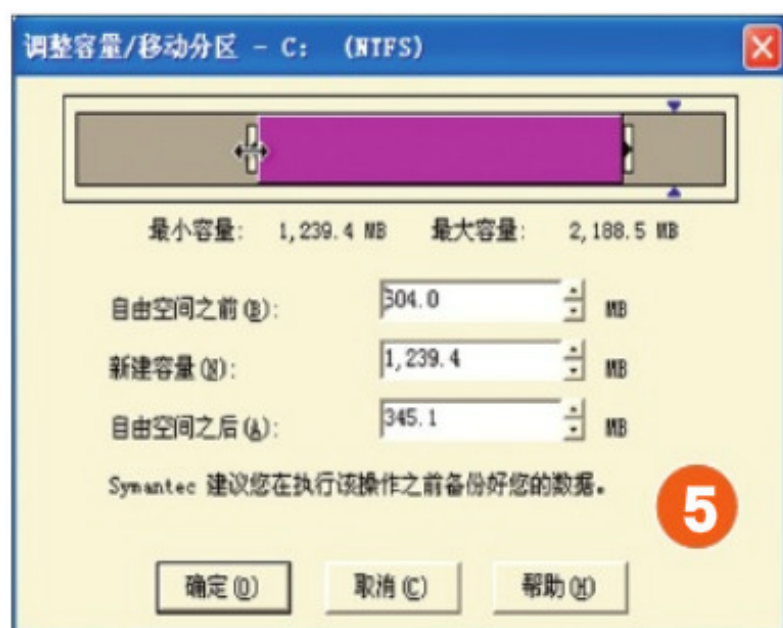 调整容量/移动分区 - C: (NTFS)
最小容量: 1,239.4 MB 最大容量: 2,188.5 MB
自由空间之前(B): 604.0 MB
新建容量(N): 1,239.4 MB
自由空间之后(A): 345.1 MB
Symantec 建议您在执行该操作之前备份好您的数据。
5
确定(O) 取消(C) 帮助(H)